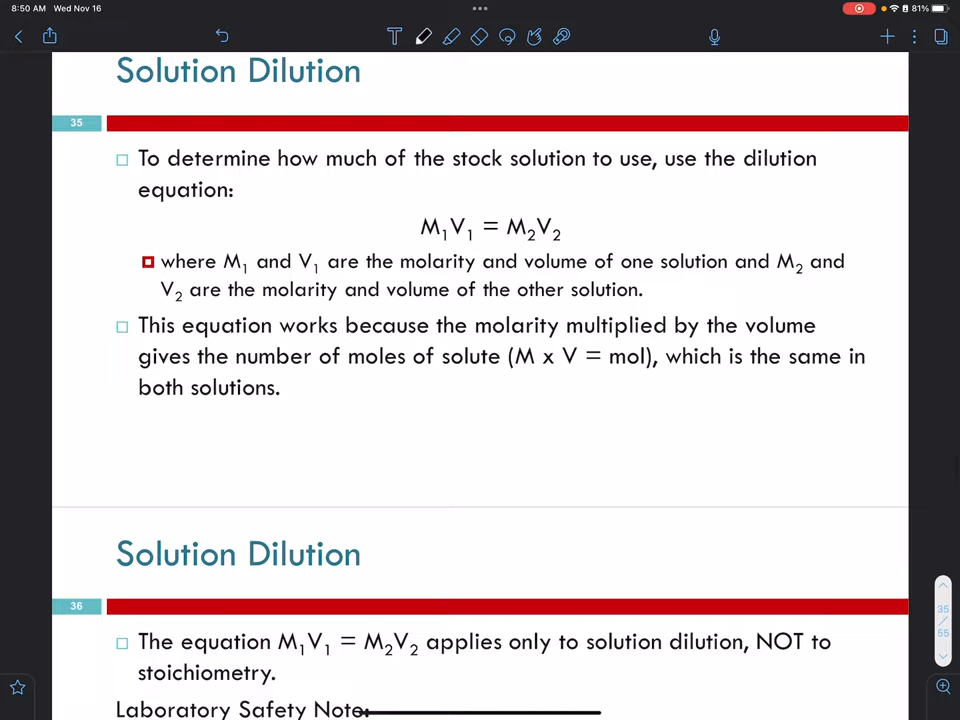 8:50 AM Wed Nov 16
81%
Solution Dilution
35
To determine how much of the stock solution to use, use the dilution
equation:
M₁V₁ = M₂V₂
where M₁ and V₁ are the molarity and volume of one solution and M₂ and
V₂ are the molarity and volume of the other solution.
This equation works because the molarity multiplied by the volume
gives the number of moles of solute (M x V = mol), which is the same in
both solutions.
Solution Dilution
36
35
/
55
The equation M₁V₁ = M₂V₂ applies only to solution dilution, NOT to
stoichiometry.
Laboratory Safety Note: